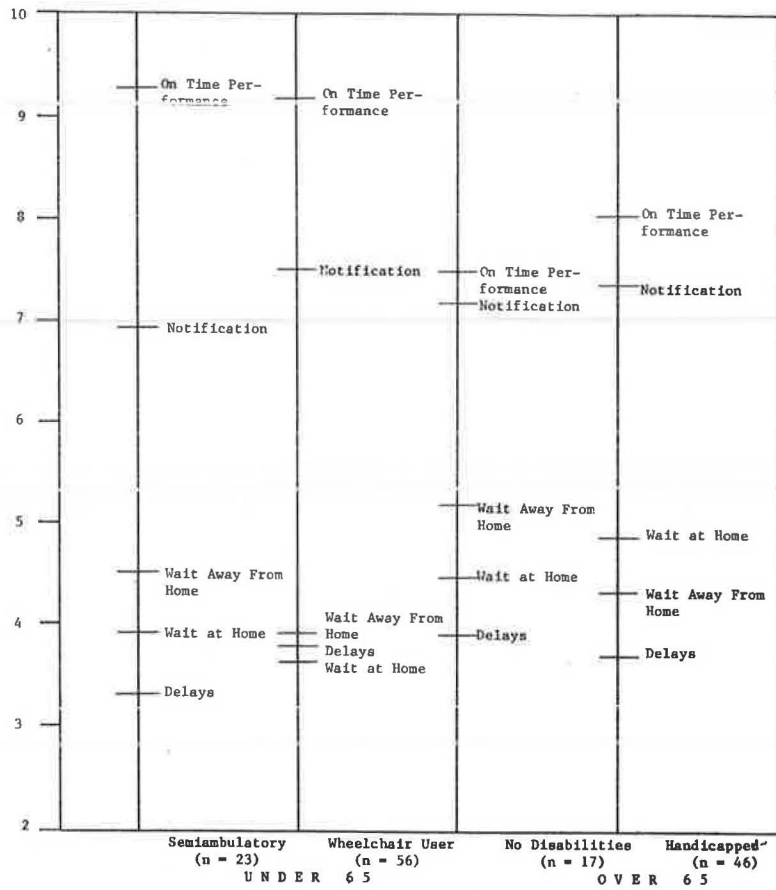 10
9
8
7
6
5
4
3
2
On Time Per-
formance
Notification
Wait Away From
Home
Wait at Home
Delays
On Time Per-
formance
Notification
Wait Away From
Home
Delays
Wait at Home
On Time Per-
formance
Notification
Wait Away From
Home
Wait at Home
Delays
On Time Per-
formance
Notification
Wait at Home
Wait Away From
Home
Delays
Semiambulatory
(n = 23)
Wheelchair User
(n = 56)
UNDER 65
No Disabilities
(n = 17)
Handicapped
(n = 46)
OVER 65